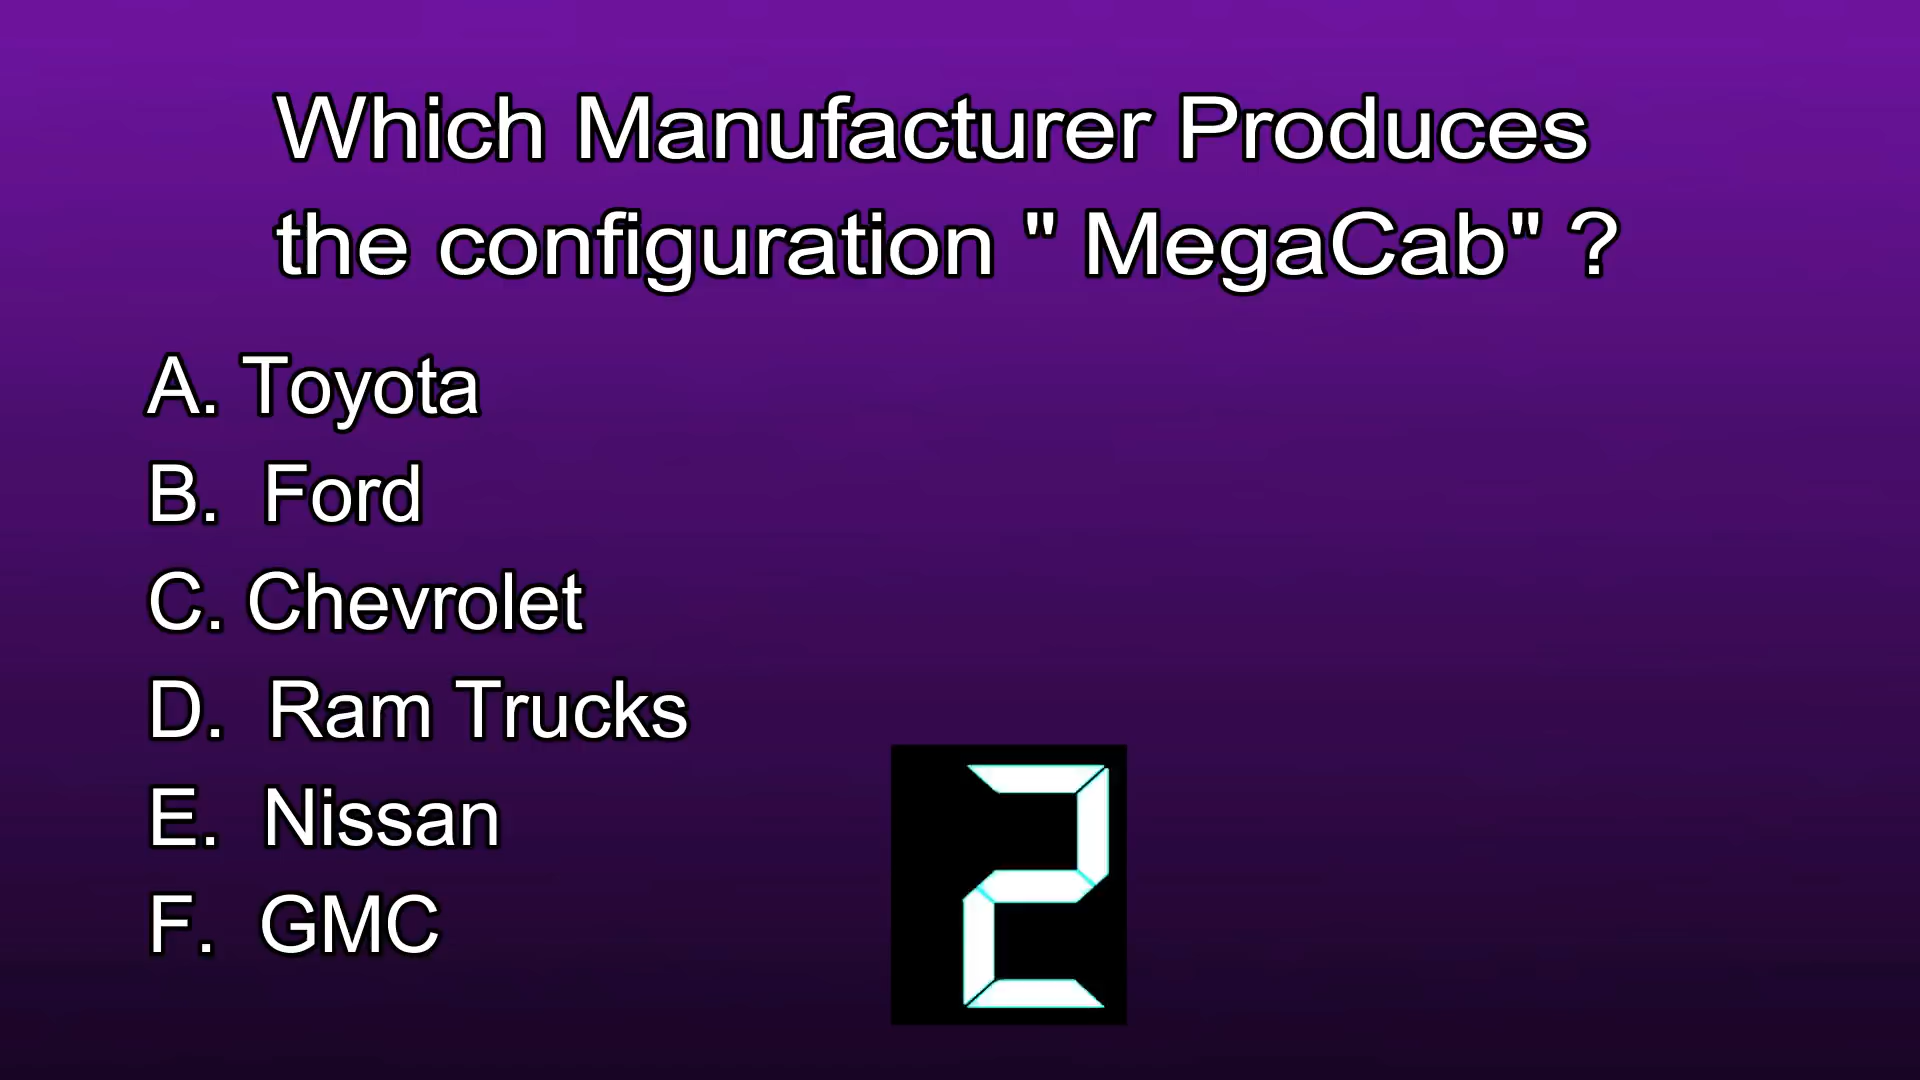 Which Manufacturer Produces
the configuration " MegaCab" ?
A. Toyota
B. Ford
C. Chevrolet
D. Ram Trucks
E. Nissan
F. GMC
2